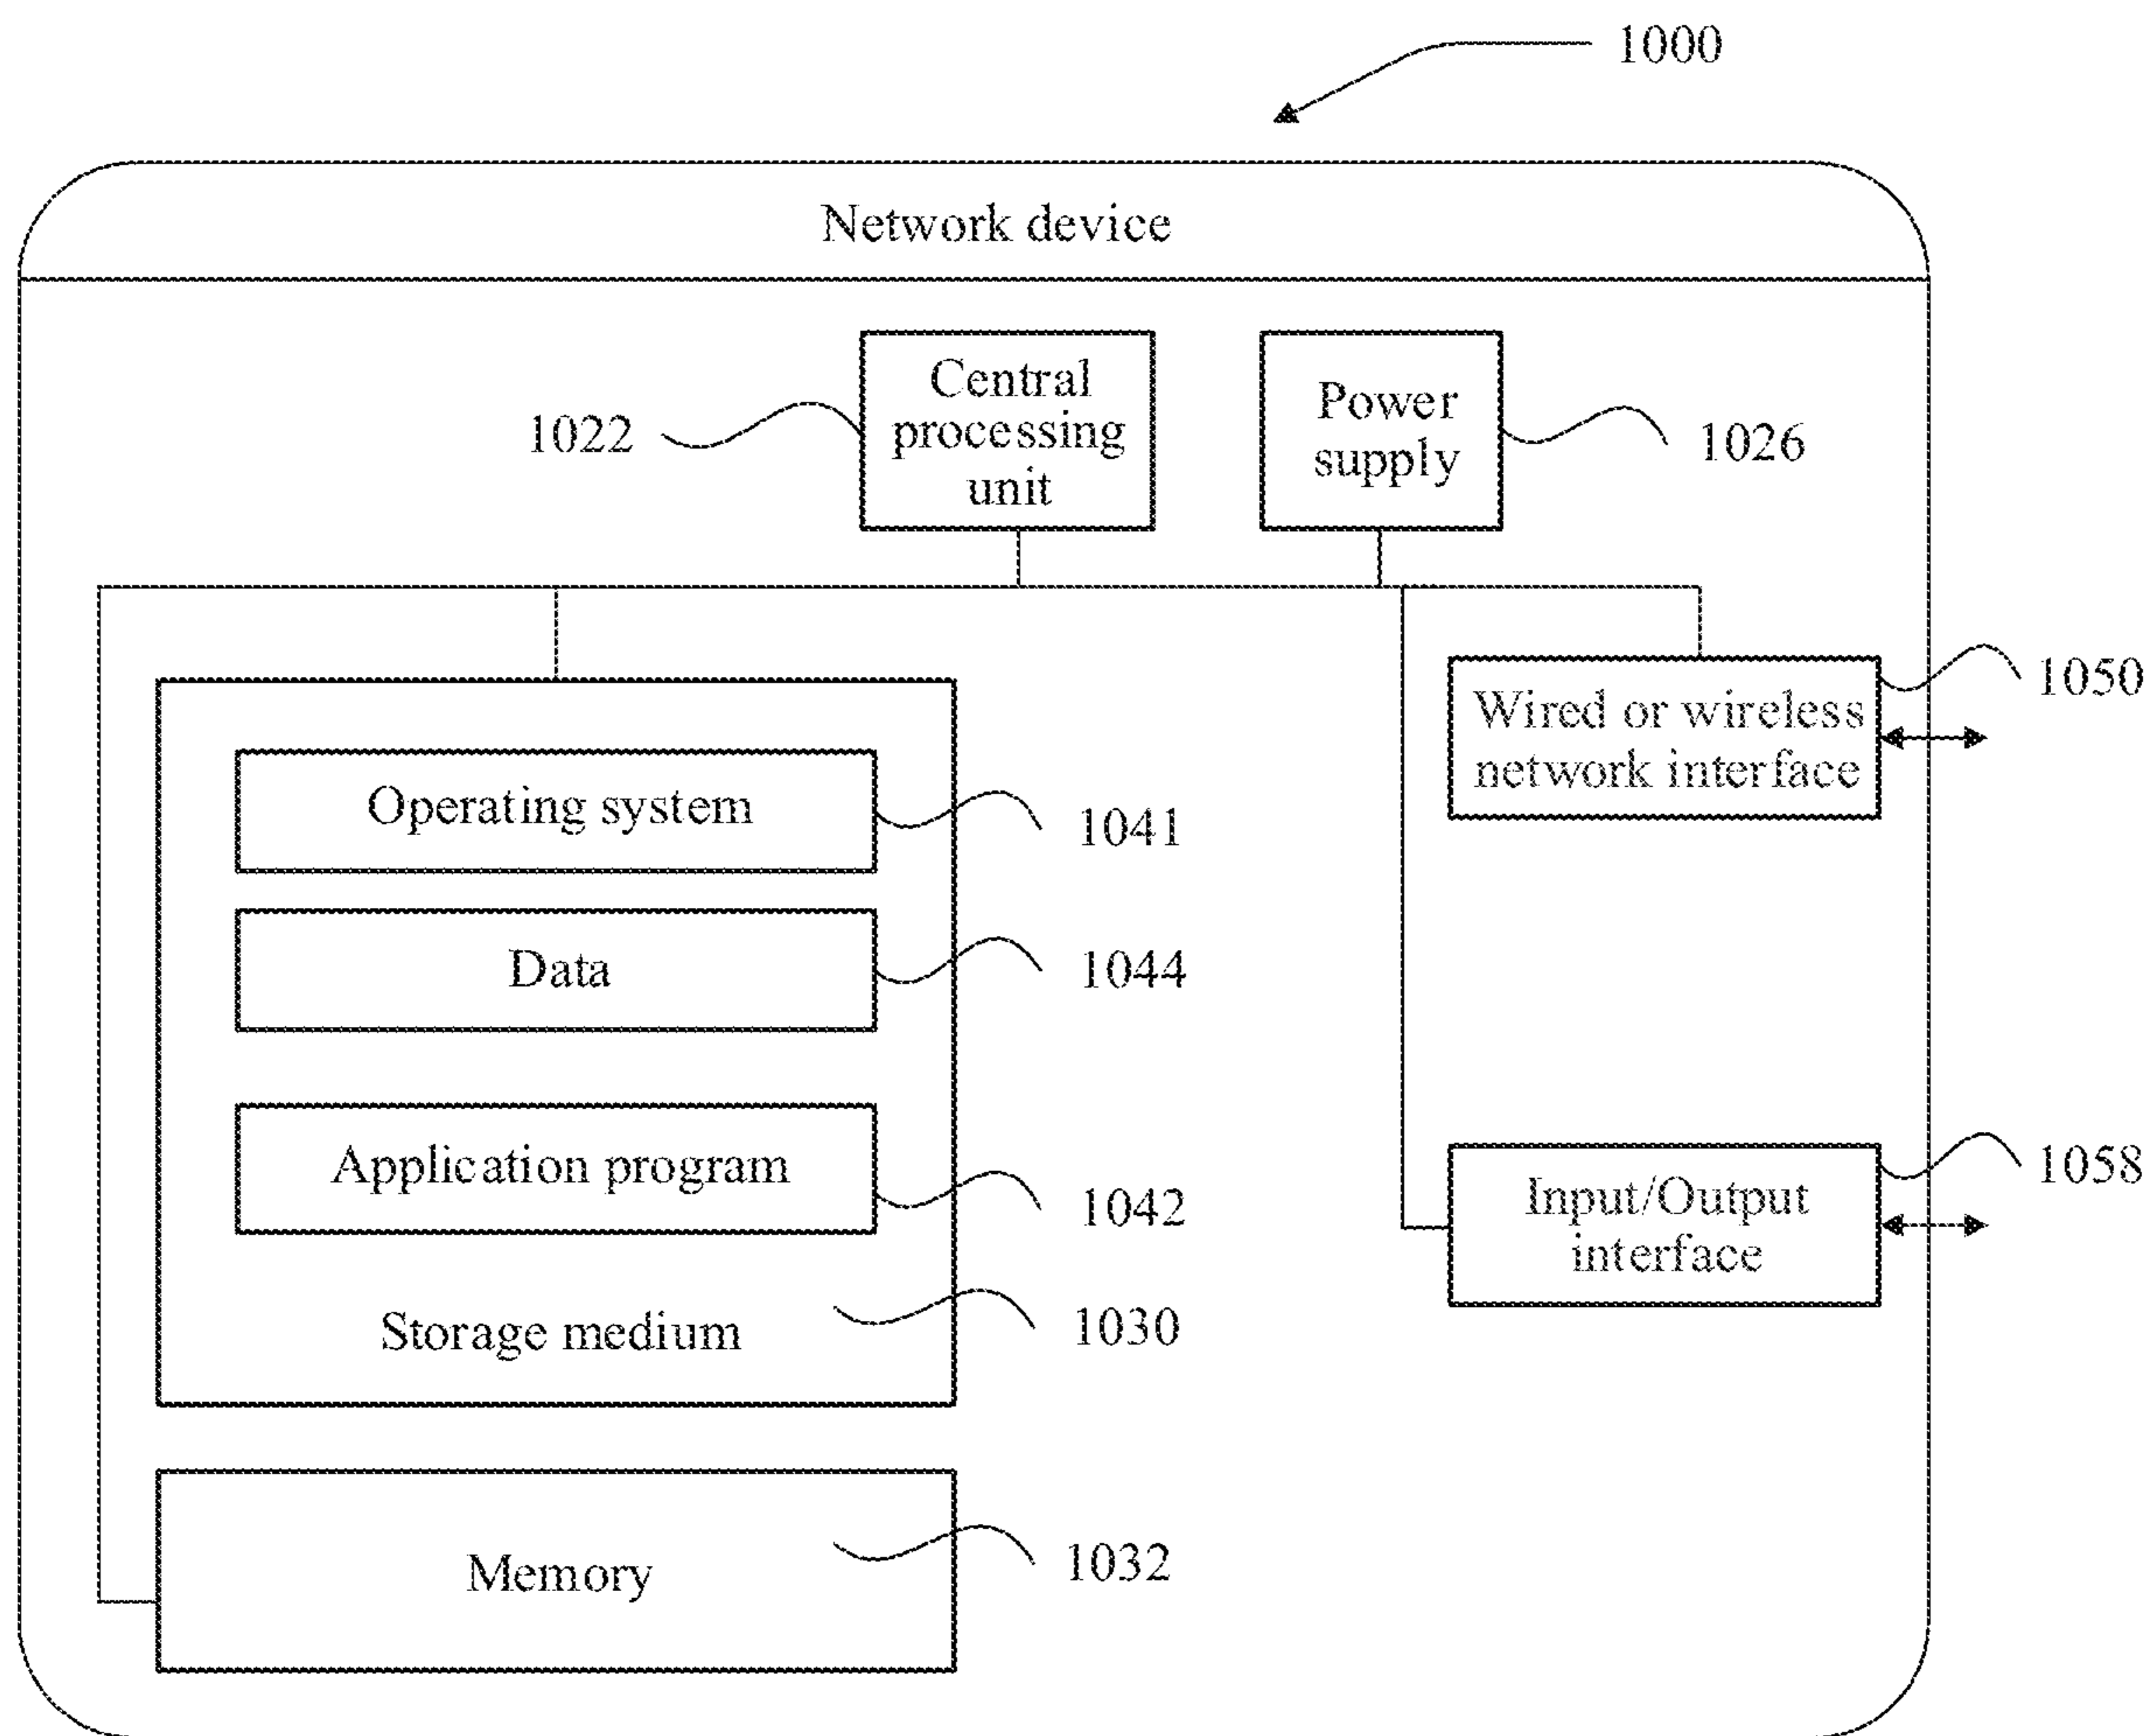 1000
Network device
Central
processing
unit
1022
Power
supply
1026
Wired or wireless
network interface
1050
Operating system
1041
Data
1044
Application program
1042
Storage medium
1030
Input/Output
interface
1058
Memory
1032